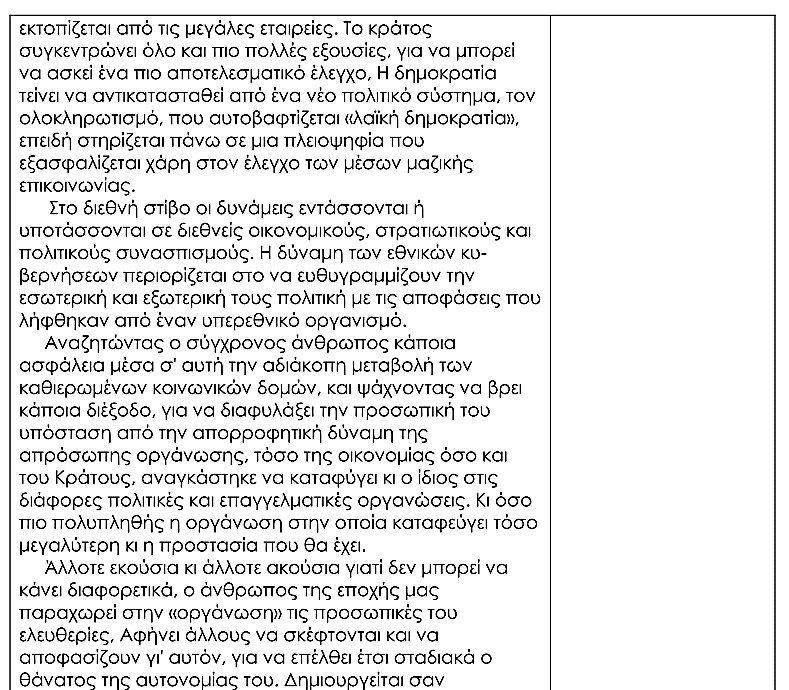 εκτοπίζεται από τις μεγάλες εταιρείες. Το κράτος
συγκεντρώνει όλο και πιο πολλές εξουσίες, για να μπορεί
να ασκεί ένα πιο αποτελεσματικό έλεγχο, Η δημοκρατία
τείνει να αντικατασταθεί από ένα νέο πολιτικό σύστημα, τον
ολοκληρωτισμό, που αυτοβαφτίζεται «λαϊκή δημοκρατία»,
επειδή στηρίζεται πάνω σε μια πλειοψηφία που
εξασφαλίζεται χάρη στον έλεγχο των μέσων μαζικής
επικοινωνίας.
Στο διεθνή στίβο οι δυνάμεις εντάσσονται ή
υποτάσσονται σε διεθνείς οικονομικούς, στρατιωτικούς και
πολιτικούς συνασπισμούς. Η δύναμη των εθνικών κυ-
βερνήσεων περιορίζεται στο να ευθυγραμμίζουν την
εσωτερική και εξωτερική τους πολιτική με τις αποφάσεις που
λήφθηκαν από έναν υπερεθνικό οργανισμό.
Αναζητώντας ο σύγχρονος άνθρωπος κάποια
ασφάλεια μέσα σ' αυτή την αδιάκοπη μεταβολή των
καθιερωμένων κοινωνικών δομών, και ψάχνοντας να βρει
κάποια διέξοδο, για να διαφυλάξει την προσωπική του
υπόσταση από την απορροφητική δύναμη της
απρόσωπης οργάνωσης, τόσο της οικονομίας όσο και
του Κράτους, αναγκάστηκε να καταφύγει κι ο ίδιος στις
διάφορες πολιτικές και επαγγελματικές οργανώσεις. Κι όσο
πιο πολυπληθής η οργάνωση στην οποία καταφεύγει τόσο
μεγαλύτερη κι η προστασία που θα έχει.
Άλλοτε εκούσια κι άλλοτε ακούσια γιατί δεν μπορεί να
κάνει διαφορετικά, ο άνθρωπος της εποχής μας
παραχωρεί στην «οργάνωση» τις προσωπικές του
ελευθερίες, Αφήνει άλλους να σκέφτονται και να
αποφασίζουν γι' αυτόν, για να επέλθει έτσι σταδιακά ο
θάνατος της αυτονομίας του. Δημιουργείται σαν